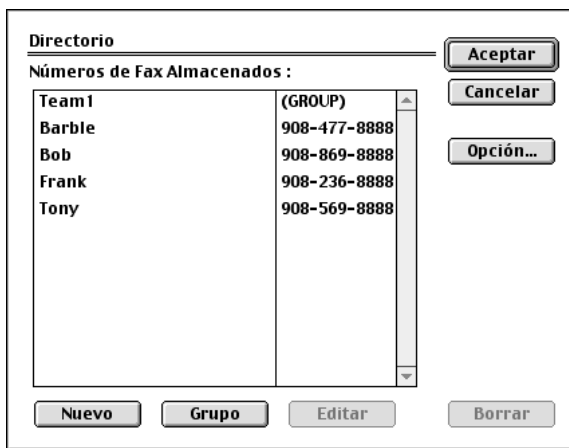 Directorio
Aceptar
Números de Fax Almacenados :
Cancelar
Team1 (GROUP)
Barble 908-477-8888
Bob 908-869-8888
Opción...
Frank 908-236-8888
Tony 908-569-8888
Nuevo Grupo Editar Borrar